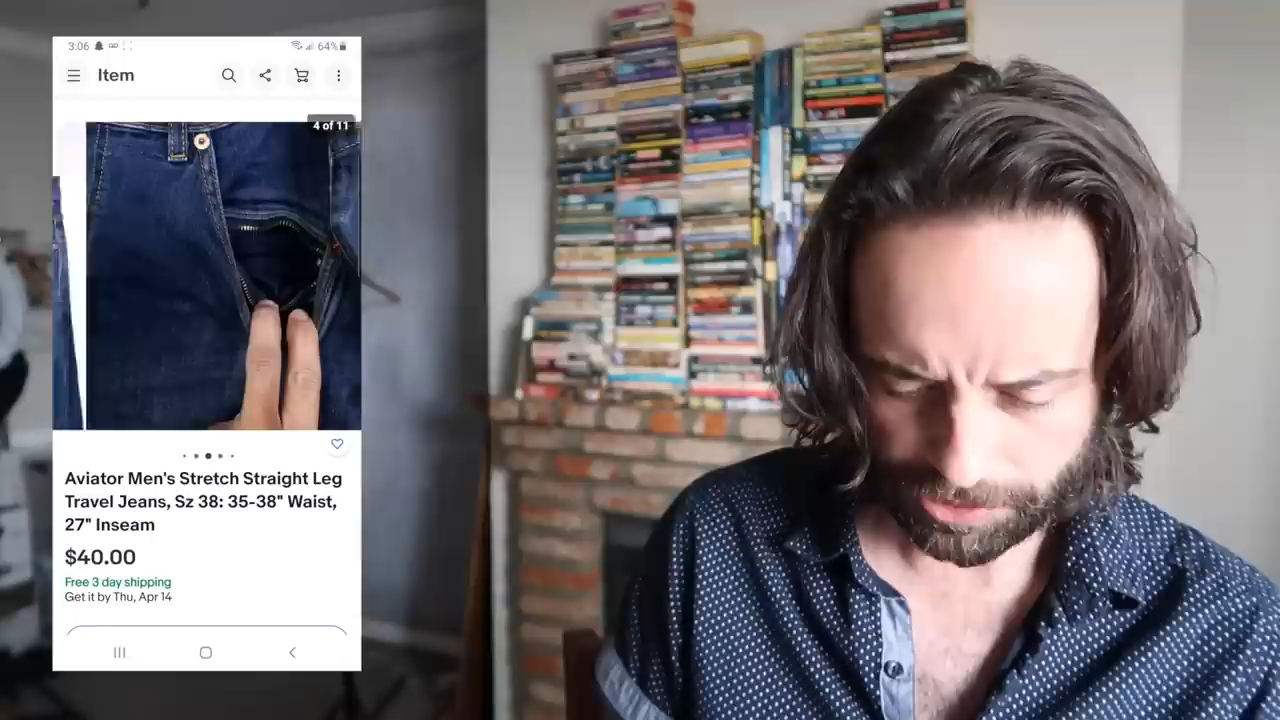 3:06
64%
Item
4 of 11
Aviator Men's Stretch Straight Leg
Travel Jeans, Sz 38: 35-38" Waist,
27" Inseam
$40.00
Free 3 day shipping
Get it by Thu, Apr 14